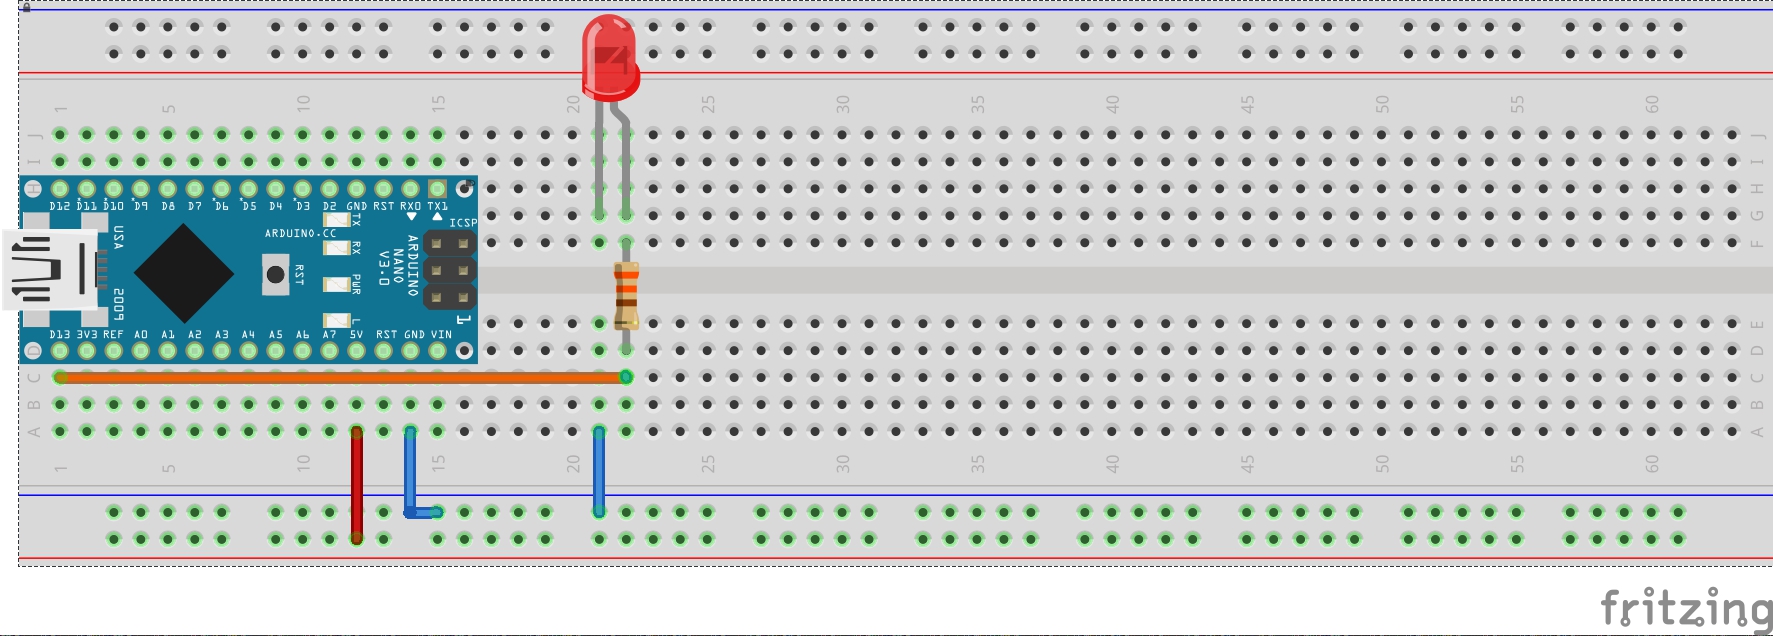 1 5 10 15 20 25 30 35 40 45 50 55 60
J J
I I
H H
G
F F
E
D D
C C
B B
A A
D12 D11 D10 D9 D8 D7 D6 D5 D4 D3 D2 GND RST RX0 TX1
TX
ICSP
USA
ARDUINO.CC
RX
ARDUINO
NANO
V3.0
RST
PWR
2009
L
1
D13 3V3 REF A0 A1 A2 A3 A4 A5 A6 A7 5V RST GND VIN
1 5 10 15 20 25 30 35 40 45 50 55 60
fritzing